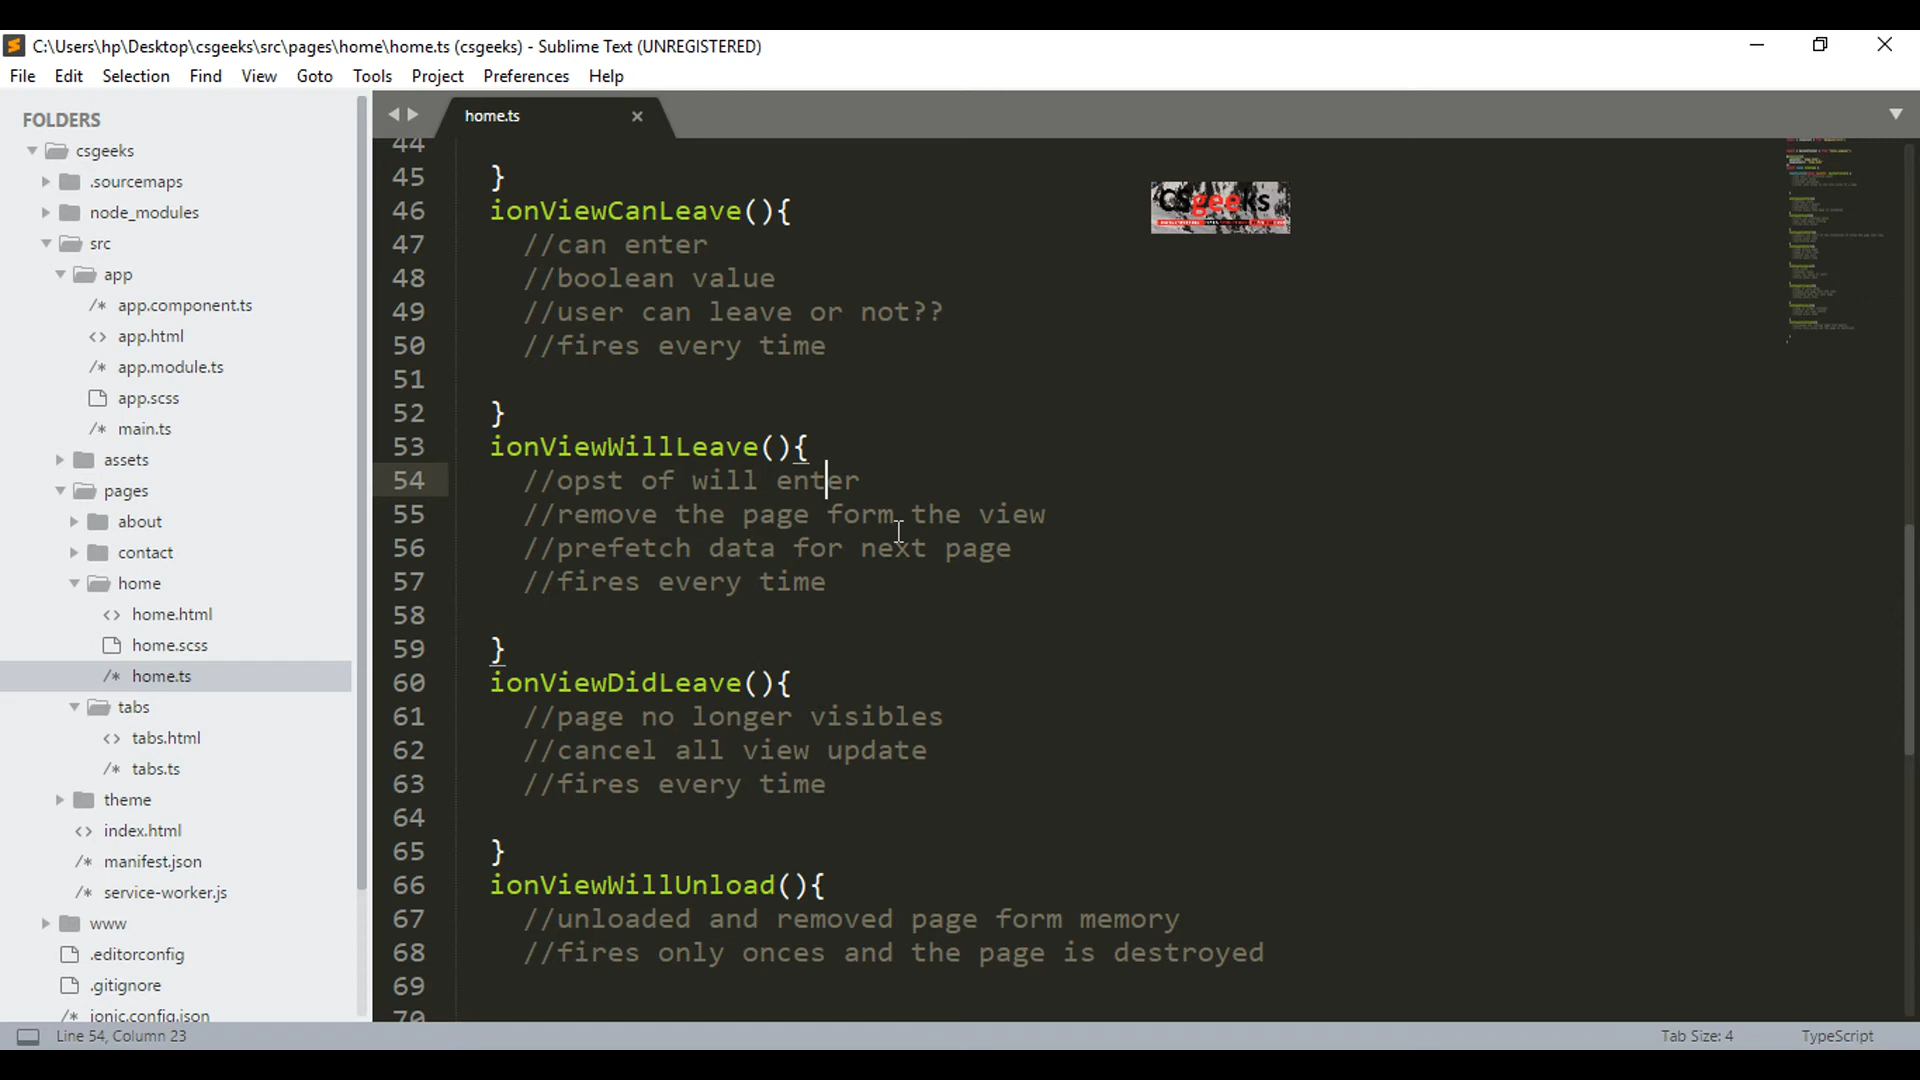 C:\Users\hp\Desktop\csgeeks\src\pages\home\home.ts (csgeeks) - Sublime Text (UNREGISTERED)
File Edit Selection Find View Goto Tools Project Preferences Help
FOLDERS
csgeeks
.sourcemaps
node_modules
src
app
/* app.component.ts
<> app.html
/* app.module.ts
app.scss
/* main.ts
assets
pages
about
contact
home
<> home.html
home.scss
/* home.ts
tabs
<> tabs.html
/* tabs.ts
theme
<> index.html
/* manifest.json
/* service-worker.js
www
.editorconfig
.gitignore
/* ionic.config.json
home.ts
CSgeeks
44
45 }
46 ionViewCanLeave(){
47 //can enter
48 //boolean value
49 //user can leave or not??
50 //fires every time
51
52 }
53 ionViewWillLeave(){
54 //opst of will enter
55 //remove the page form the view
56 //prefetch data for next page
57 //fires every time
58
59 }
60 ionViewDidLeave(){
61 //page no longer visibles
62 //cancel all view update
63 //fires every time
64
65 }
66 ionViewWillUnload(){
67 //unloaded and removed page form memory
68 //fires only onces and the page is destroyed
69
70
Line 54, Column 23
Tab Size: 4
TypeScript